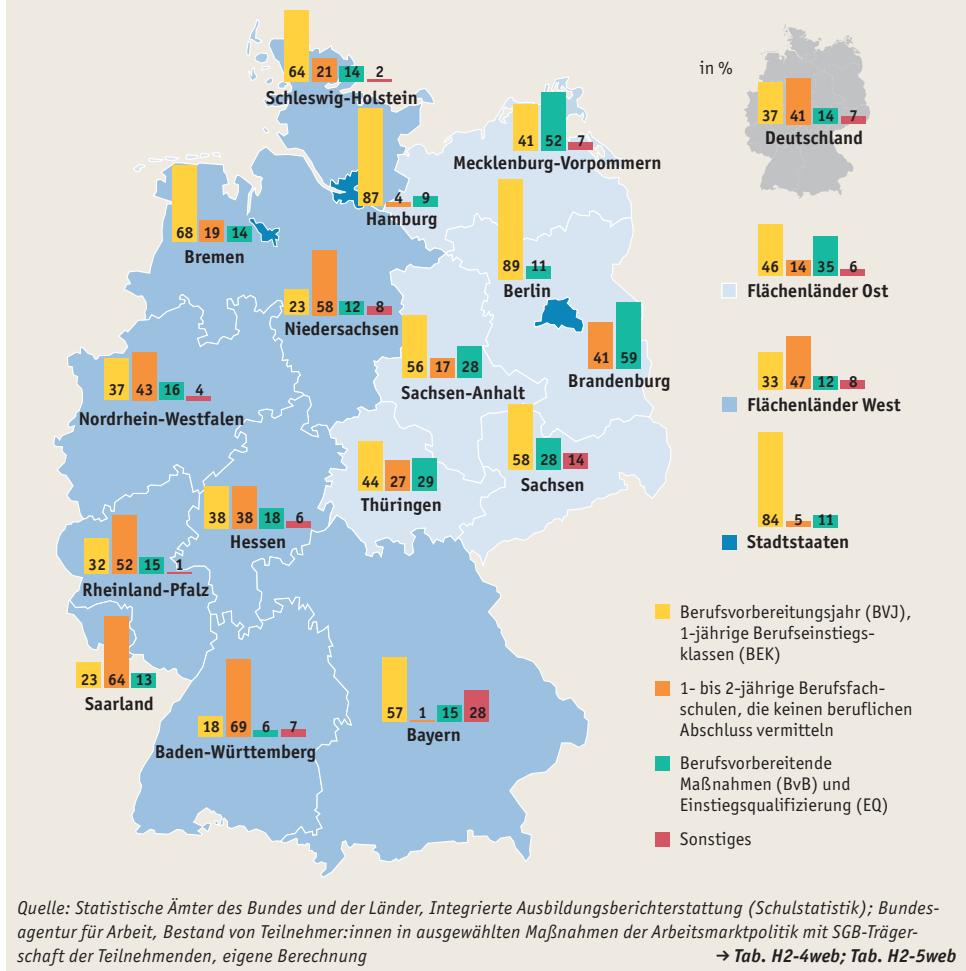 64 21 14 2
Schleswig-Holstein
in %
37 41 14 7
Deutschland
41 52 7
Mecklenburg-Vorpommern
87 4 9
Hamburg
68 19 14
Bremen
89 11
Berlin
46 14 35 6
Flächenländer Ost
23 58 12 8
Niedersachsen
56 17 28
Sachsen-Anhalt
41 59
Brandenburg
33 47 12 8
Flächenländer West
37 43 16 4
Nordrhein-Westfalen
44 27 29
Thüringen
58 28 14
Sachsen
84 5 11
Stadtstaaten
38 38 18 6
Hessen
32 52 15 1
Rheinland-Pfalz
23 64 13
Saarland
18 69 6 7
Baden-Württemberg
57 1 15 28
Bayern
Berufsvorbereitungsjahr (BVJ),
1-jährige Berufseinstiegs-
klassen (BEK)
1- bis 2-jährige Berufsfach-
schulen, die keinen beruflichen
Abschluss vermitteln
Berufsvorbereitende
Maßnahmen (BvB) und
Einstiegsqualifizierung (EQ)
Sonstiges
Quelle: Statistische Ämter des Bundes und der Länder, Integrierte Ausbildungsberichterstattung (Schulstatistik); Bundes-
agentur für Arbeit, Bestand von Teilnehmer:innen in ausgewählten Maßnahmen der Arbeitsmarktpolitik mit SGB-Träger-
schaft der Teilnehmenden, eigene Berechnung → Tab. H2-4web; Tab. H2-5web